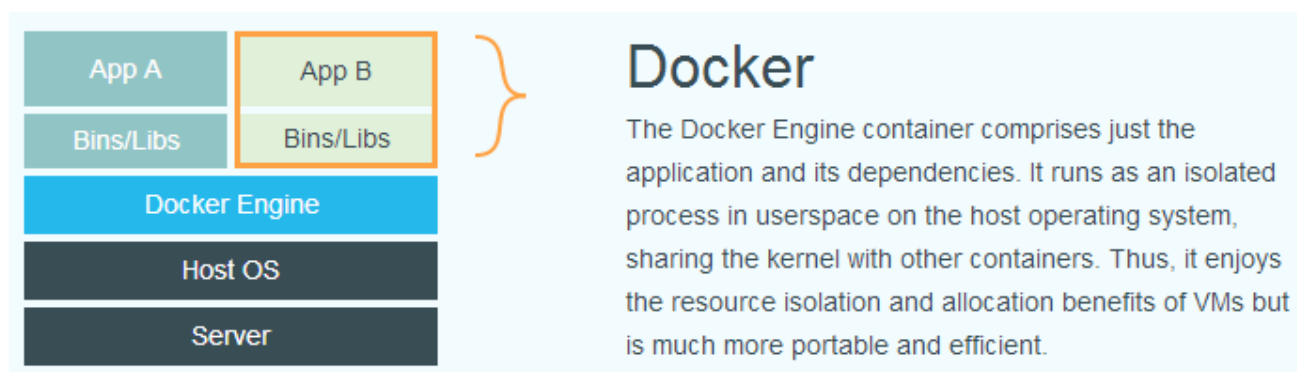 App A
App B
Bins/Libs
Bins/Libs
Docker Engine
Host OS
Server
Docker
The Docker Engine container comprises just the
application and its dependencies. It runs as an isolated
process in userspace on the host operating system,
sharing the kernel with other containers. Thus, it enjoys
the resource isolation and allocation benefits of VMs but
is much more portable and efficient.